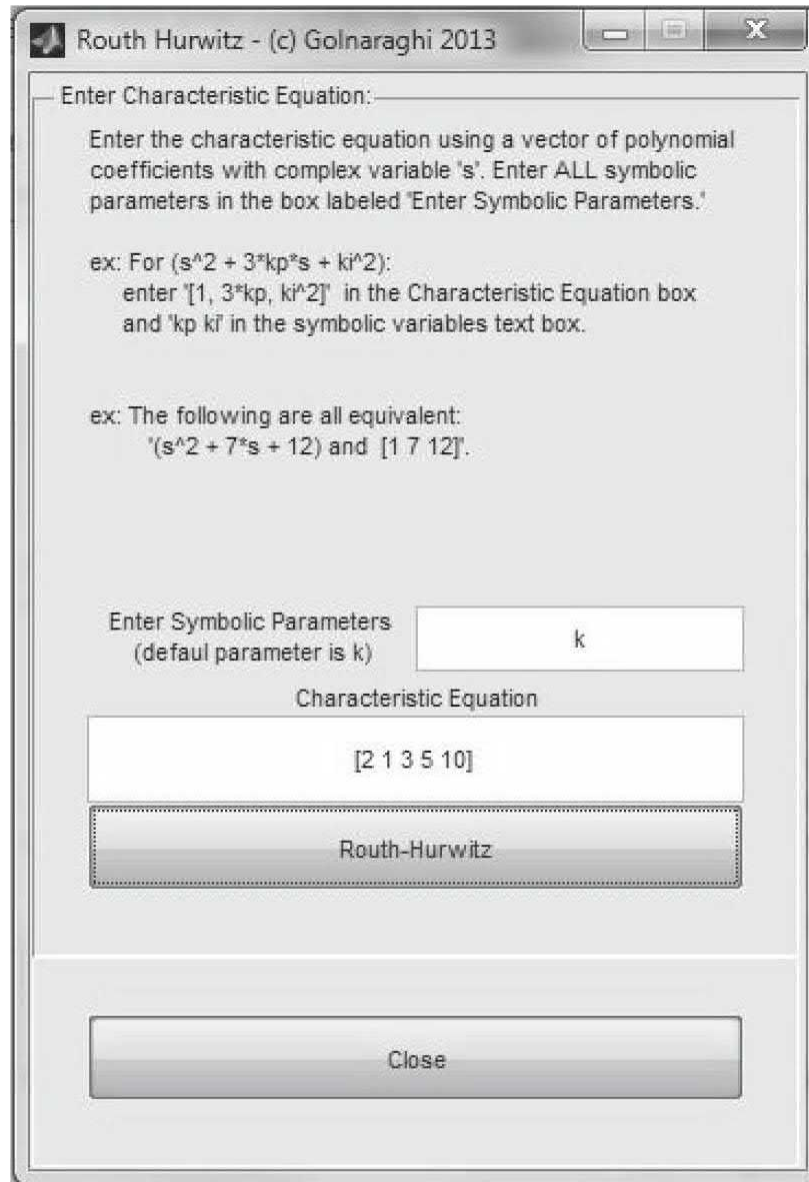 Routh Hurwitz - (c) Golnaraghi 2013
Enter Characteristic Equation:
Enter the characteristic equation using a vector of polynomial
coefficients with complex variable 's'. Enter ALL symbolic
parameters in the box labeled 'Enter Symbolic Parameters.'
ex: For (s^2 + 3*kp*s + ki^2):
enter '[1, 3*kp, ki^2]' in the Characteristic Equation box
and 'kp ki' in the symbolic variables text box.
ex: The following are all equivalent:
'(s^2 + 7*s + 12) and [1 7 12]'.
Enter Symbolic Parameters
(defaul parameter is k)
k
Characteristic Equation
[2 1 3 5 10]
Routh-Hurwitz
Close